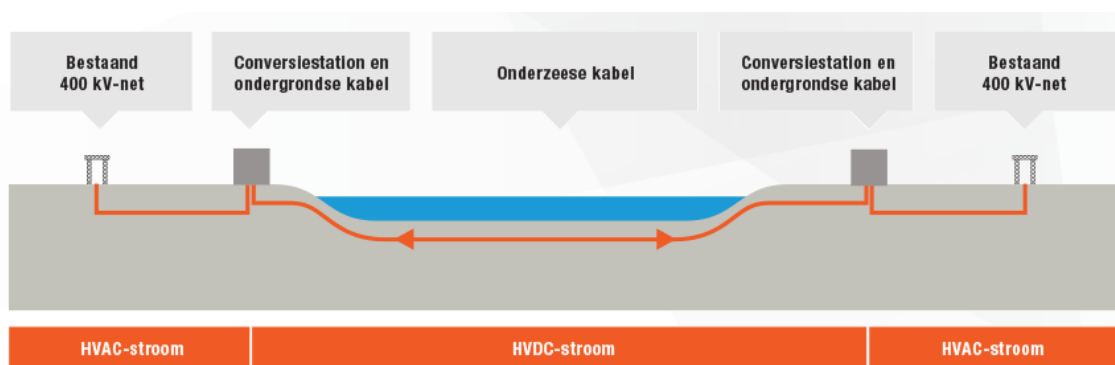 Bestaand
400 kV-net
Conversiestation en
ondergrondse kabel
Onderzeese kabel
Conversiestation en
ondergrondse kabel
Bestaand
400 kV-net
HVAC-stroom
HVDC-stroom
HVAC-stroom